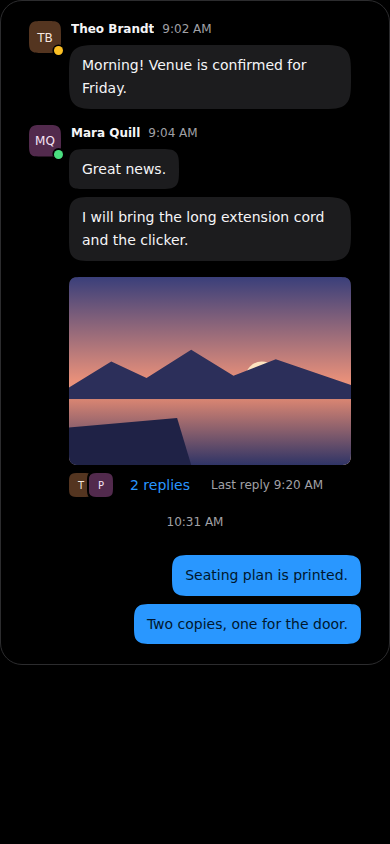 TB
Theo Brandt 9:02 AM
Morning! Venue is confirmed for
Friday.
MQ
Mara Quill 9:04 AM
Great news.
I will bring the long extension cord
and the clicker.
T P 2 replies Last reply 9:20 AM
10:31 AM
Seating plan is printed.
Two copies, one for the door.